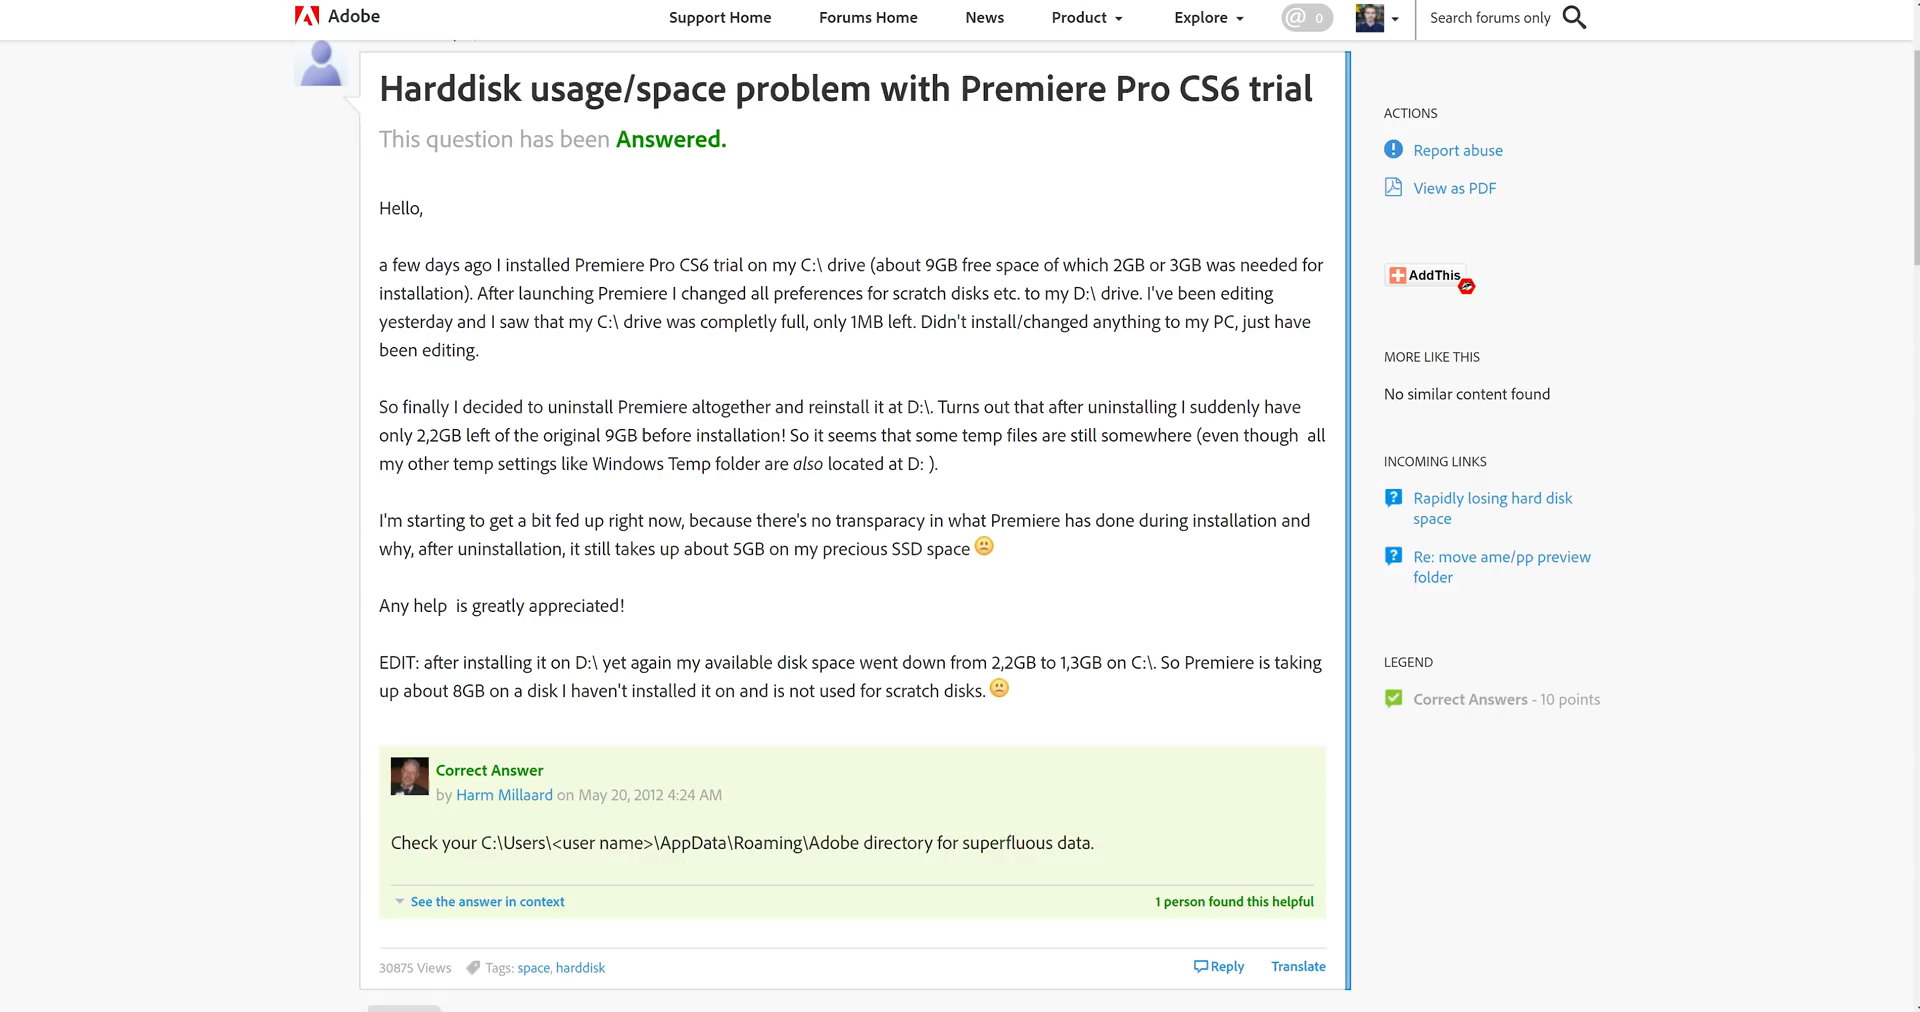 Adobe
Support Home
Forums Home
News
Product
Explore
@ 0
Search forums only
Harddisk usage/space problem with Premiere Pro CS6 trial
This question has been Answered.
Hello,
a few days ago I installed Premiere Pro CS6 trial on my C:\ drive (about 9GB free space of which 2GB or 3GB was needed for
installation). After launching Premiere I changed all preferences for scratch disks etc. to my D:\ drive. I've been editing
yesterday and I saw that my C:\ drive was completly full, only 1MB left. Didn't install/changed anything to my PC, just have
been editing.
So finally I decided to uninstall Premiere altogether and reinstall it at D:\. Turns out that after uninstalling I suddenly have
only 2,2GB left of the original 9GB before installation! So it seems that some temp files are still somewhere (even though  all
my other temp settings like Windows Temp folder are also located at D: ).
I'm starting to get a bit fed up right now, because there's no transparacy in what Premiere has done during installation and
why, after uninstallation, it still takes up about 5GB on my precious SSD space
Any help  is greatly appreciated!
EDIT: after installing it on D:\ yet again my available disk space went down from 2,2GB to 1,3GB on C:\. So Premiere is taking
up about 8GB on a disk I haven't installed it on and is not used for scratch disks.
Correct Answer
by Harm Millaard on May 20, 2012 4:24 AM
Check your C:\Users\<user name>\AppData\Roaming\Adobe directory for superfluous data.
See the answer in context
1 person found this helpful
30875 Views
Tags: space, harddisk
Reply
Translate
ACTIONS
Report abuse
View as PDF
AddThis
MORE LIKE THIS
No similar content found
INCOMING LINKS
Rapidly losing hard disk
space
Re: move ame/pp preview
folder
LEGEND
Correct Answers - 10 points